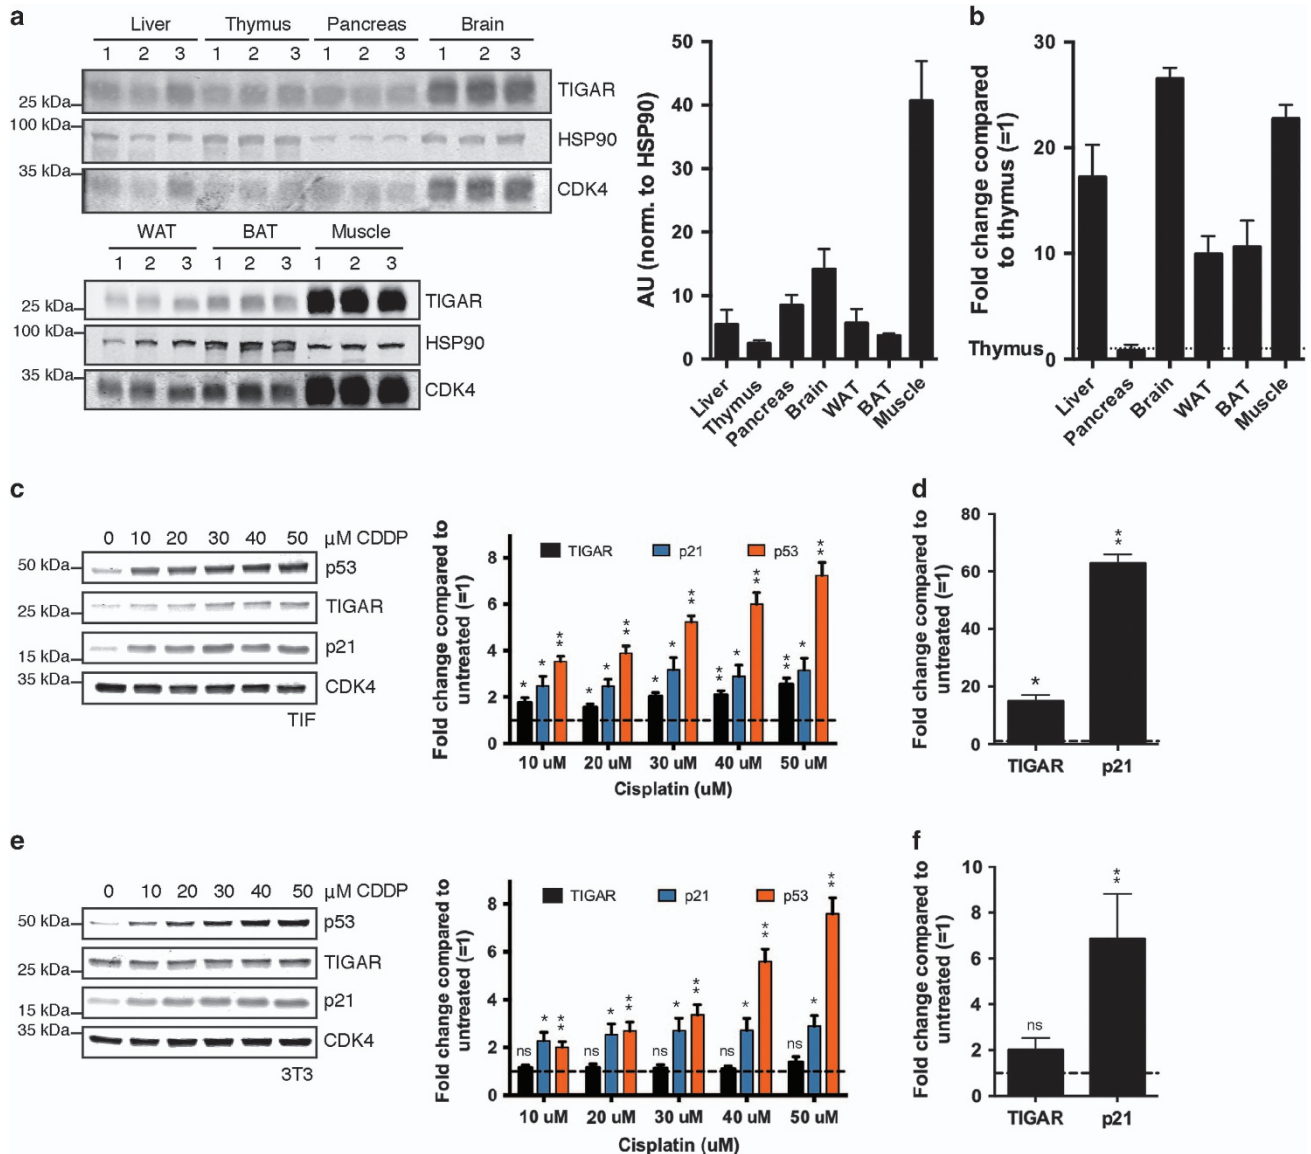 a
Liver Thymus Pancreas Brain
1 2 3 1 2 3 1 2 3 1 2 3
25 kDa TIGAR
100 kDa HSP90
35 kDa CDK4
WAT BAT Muscle
1 2 3 1 2 3 1 2 3
25 kDa TIGAR
100 kDa HSP90
35 kDa CDK4
AU (norm. to HSP90)
50
40
30
20
10
0
Liver Thymus Pancreas Brain WAT BAT Muscle
b
Fold change compared
to thymus (=1)
30
20
10
0
Thymus
Liver Pancreas Brain WAT BAT Muscle
c
0 10 20 30 40 50 µM CDDP
50 kDa p53
25 kDa TIGAR
15 kDa p21
35 kDa CDK4
TIF
Fold change compared to
untreated (=1)
8
6
4
2
0
TIGAR p21 p53
* * ** * * ** * * ** ** * ** ** * **
10 uM 20 uM 30 uM 40 uM 50 uM
Cisplatin (uM)
d
Fold change compared to
untreated (=1)
80
60
40
20
0
* **
TIGAR p21
e
0 10 20 30 40 50 µM CDDP
50 kDa p53
25 kDa TIGAR
15 kDa p21
35 kDa CDK4
3T3
Fold change compared to
untreated (=1)
8
6
4
2
0
TIGAR p21 p53
ns * ** ns * ** ns * ** ns * ** ns * **
10 uM 20 uM 30 uM 40 uM 50 uM
Cisplatin (uM)
f
Fold change compared to
untreated (=1)
10
8
6
4
2
0
ns **
TIGAR p21